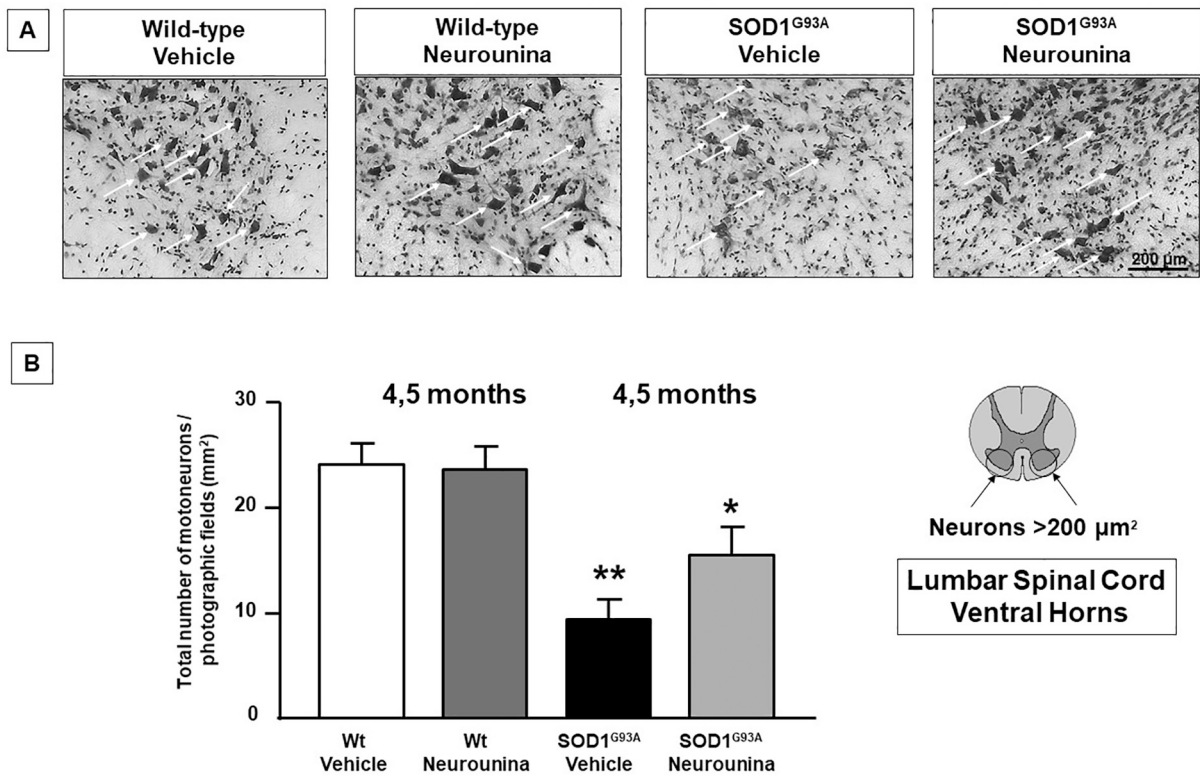 A
Wild-type
Vehicle
Wild-type
Neurounina
SOD1ᴳ⁹³ᴬ
Vehicle
SOD1ᴳ⁹³ᴬ
Neurounina
200 µm
B
4,5 months
4,5 months
Total number of motoneurons /
photographic fields (mm²)
30
20
10
0
**
*
Wt
Vehicle
Wt
Neurounina
SOD1ᴳ⁹³ᴬ
Vehicle
SOD1ᴳ⁹³ᴬ
Neurounina
Neurons >200 µm²
Lumbar Spinal Cord
Ventral Horns